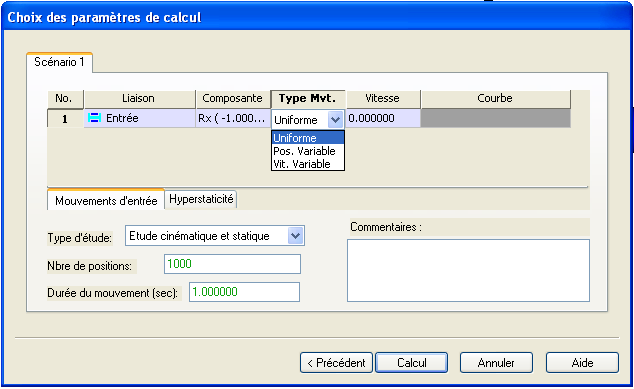 Choix des paramètres de calcul
Scénario 1
No. Liaison Composante Type Mvt. Vitesse Courbe
1 Entrée Rx ( -1.000... Uniforme 0.000000
Uniforme
Pos. Variable
Vit. Variable
Mouvements d'entrée Hyperstaticité
Type d'étude: Etude cinématique et statique
Nbre de positions: 1000
Durée du mouvement (sec): 1.000000
Commentaires :
< Précédent Calcul Annuler Aide